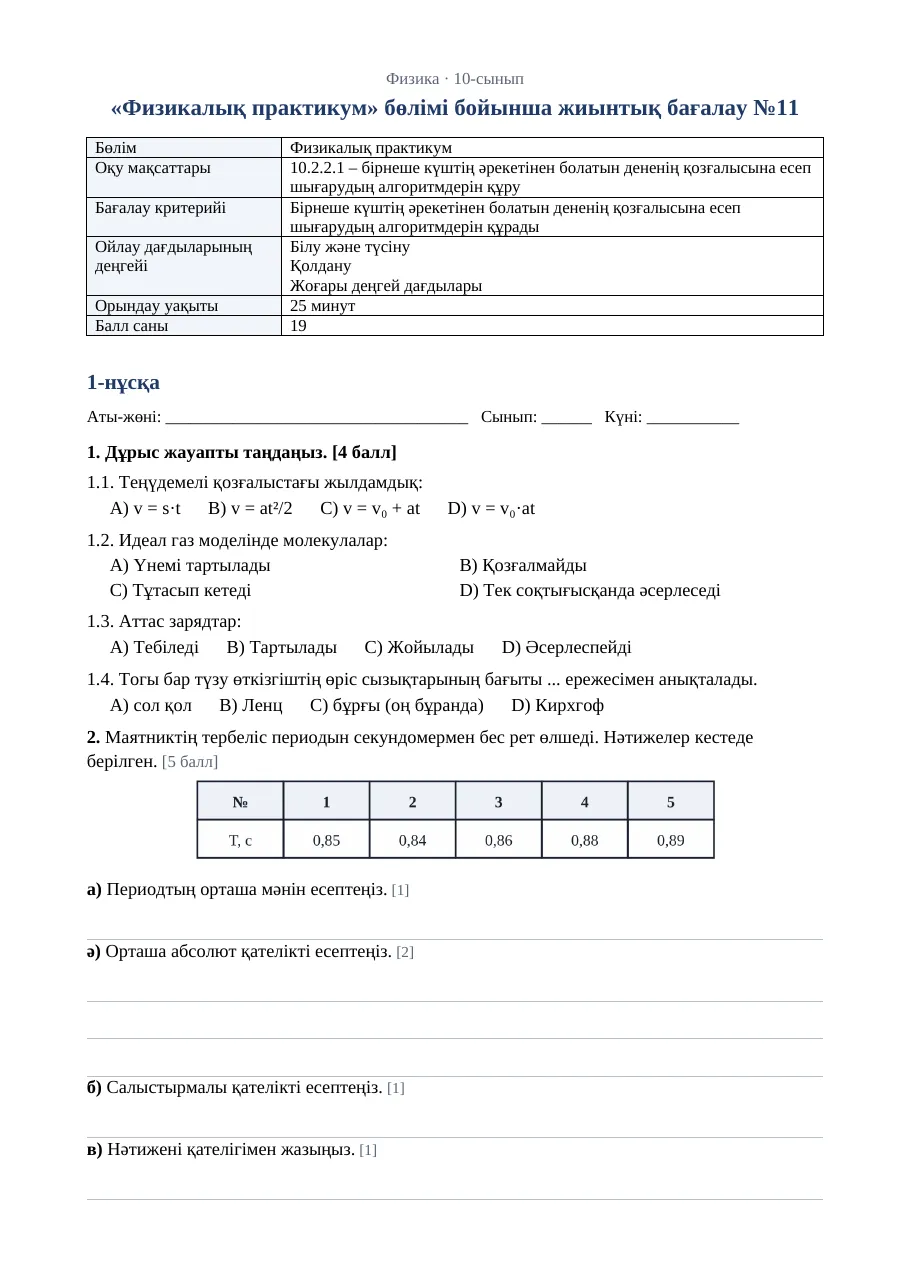 Физика · 10-сынып
«Физикалық практикум» бөлімі бойынша жиынтық бағалау №11
Бөлім Физикалық практикум
Оқу мақсаттары 10.2.2.1 – бірнеше күштің әрекетінен болатын дененің қозғалысына есеп
шығарудың алгоритмдерін құру
Бағалау критерийі Бірнеше күштің әрекетінен болатын дененің қозғалысына есеп
шығарудың алгоритмдерін құрады
Ойлау дағдыларының Білу және түсіну
деңгейі Қолдану
Жоғары деңгей дағдылары
Орындау уақыты 25 минут
Балл саны 19
1-нұсқа
Аты-жөні: ____________________________________ Сынып: ______ Күні: ___________
1. Дұрыс жауапты таңдаңыз. [4 балл]
1.1. Теңүдемелі қозғалыстағы жылдамдық:
A) v = s·t B) v = at²/2 C) v = v₀ + at D) v = v₀·at
1.2. Идеал газ моделінде молекулалар:
A) Үнемі тартылады B) Қозғалмайды
C) Тұтасып кетеді D) Тек соқтығысқанда әсерлеседі
1.3. Аттас зарядтар:
A) Тебіледі B) Тартылады C) Жойылады D) Әсерлеспейді
1.4. Тогы бар түзу өткізгіштің өріс сызықтарының бағыты ... ережесімен анықталады.
A) сол қол B) Ленц C) бұрғы (оң бұранда) D) Кирхгоф
2. Маятниктің тербеліс периодын секундомермен бес рет өлшеді. Нәтижелер кестеде
берілген. [5 балл]
№ 1 2 3 4 5
T, с 0,85 0,84 0,86 0,88 0,89
а) Периодтың орташа мәнін есептеңіз. [1]
ә) Орташа абсолют қателікті есептеңіз. [2]
б) Салыстырмалы қателікті есептеңіз. [1]
в) Нәтижені қателігімен жазыңыз. [1]